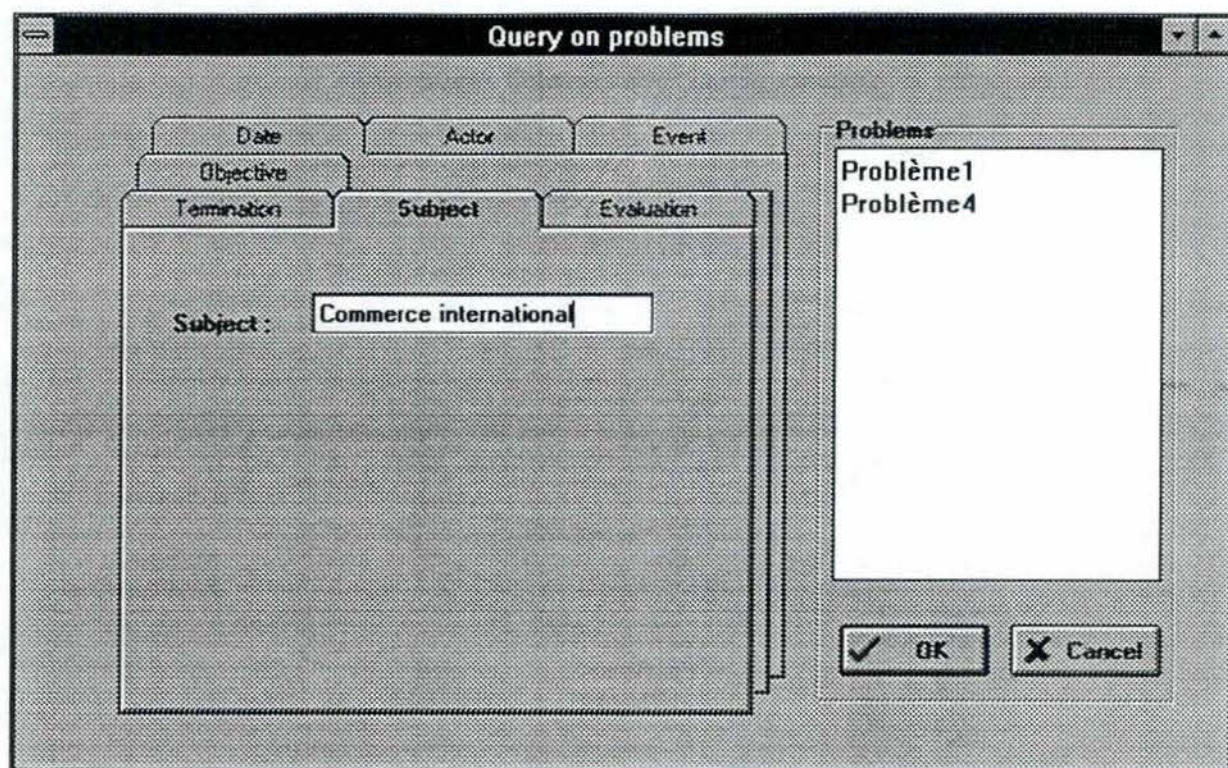 Query on problems
Date Actor Event
Objective
Termination Subject Evaluation
Subject : Commerce international
Problems
Problème1
Problème4
OK Cancel